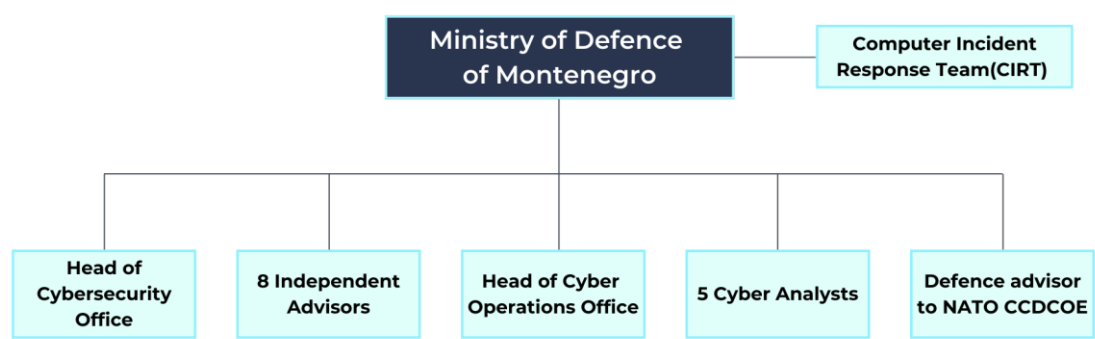 Ministry of Defence
of Montenegro
Computer Incident
Response Team(CIRT)
Head of
Cybersecurity
Office
8 Independent
Advisors
Head of Cyber
Operations Office
5 Cyber Analysts
Defence advisor
to NATO CCDCOE